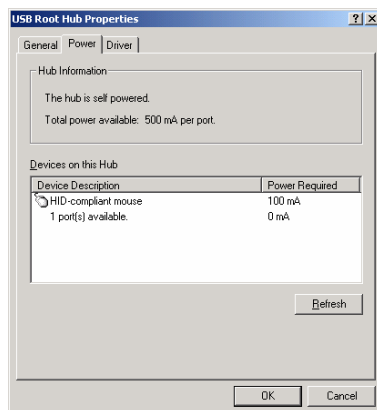 USB Root Hub Properties
General Power Driver
Hub Information
The hub is self powered.
Total power available: 500 mA per port.
Devices on this Hub
Device Description Power Required
HID-compliant mouse 100 mA
1 port(s) available. 0 mA
Refresh
OK Cancel